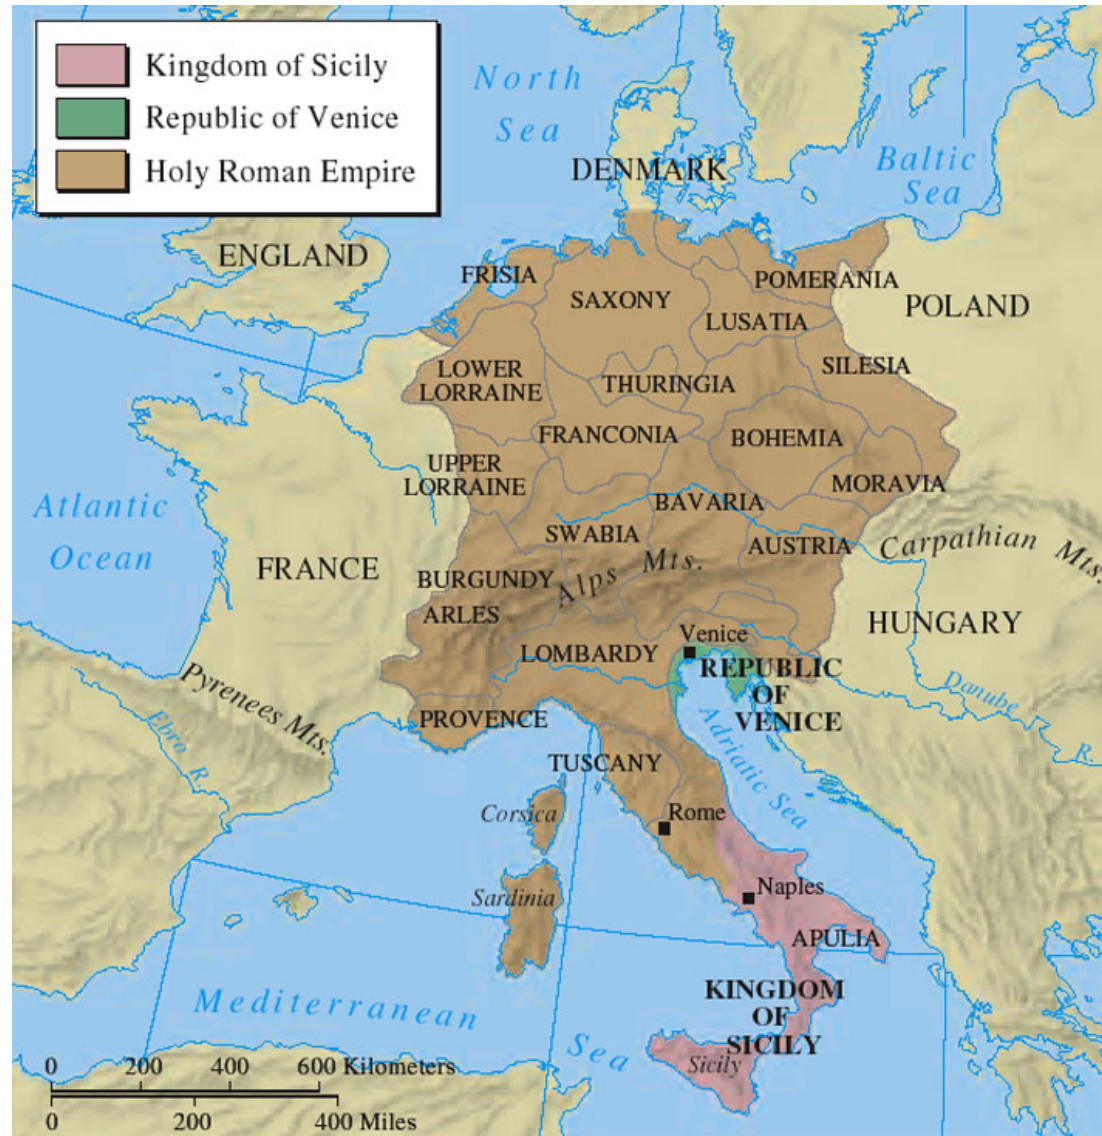 Kingdom of Sicily
Republic of Venice
Holy Roman Empire
North
Sea
DENMARK
Baltic
Sea
ENGLAND
FRISIA
SAXONY
POMERANIA
POLAND
LUSATIA
LOWER
LORRAINE
THURINGIA
SILESIA
FRANCONIA
BOHEMIA
UPPER
LORRAINE
MORAVIA
BAVARIA
Atlantic
Ocean
SWABIA
AUSTRIA
Carpathian Mts.
FRANCE
BURGUNDY
Alps Mts.
ARLES
HUNGARY
Venice
LOMBARDY
REPUBLIC
OF
VENICE
Pyrenees Mts.
Danube
R.
Ebro R.
PROVENCE
Adriatic Sea
TUSCANY
Corsica
Rome
Sardinia
Naples
APULIA
KINGDOM
OF
SICILY
Sicily
Mediterranean
Sea
0 200 400 600 Kilometers
0 200 400 Miles